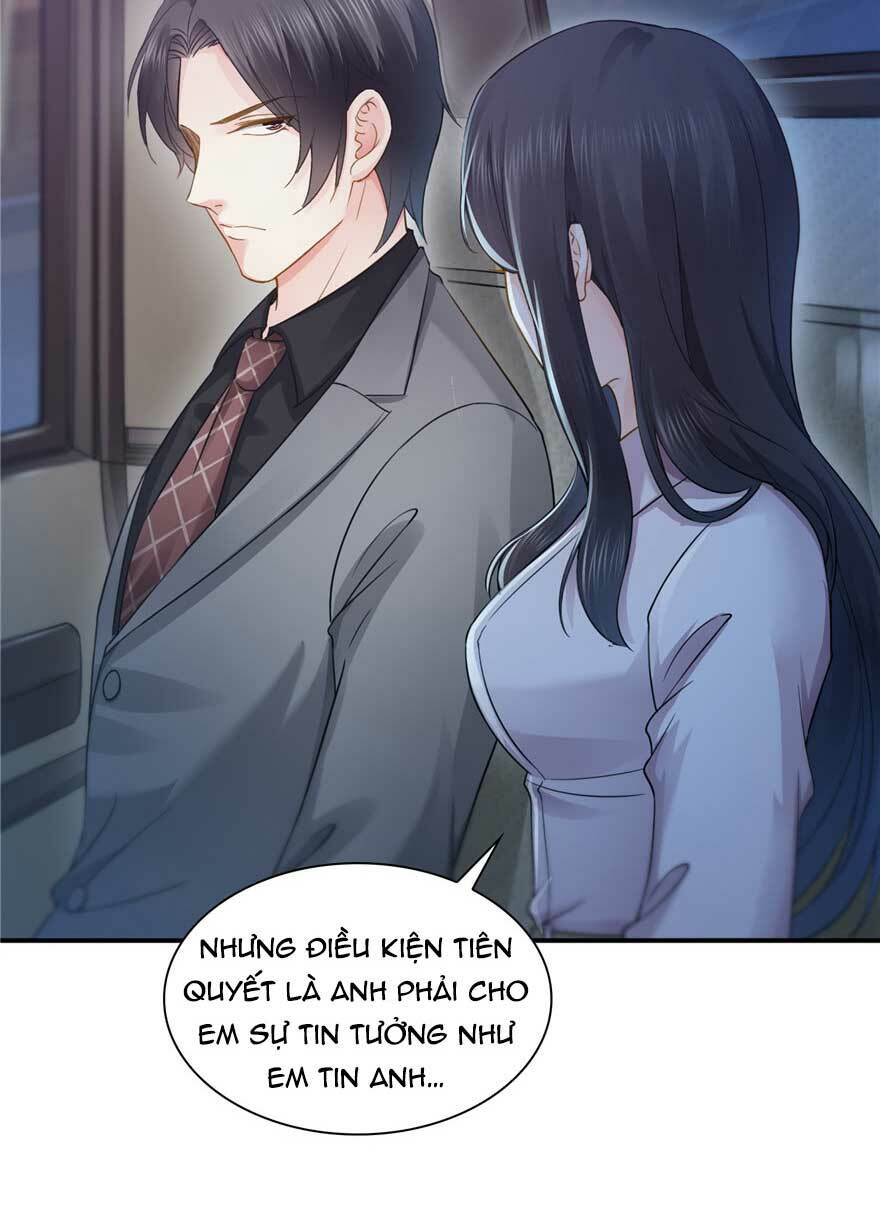 NHƯNG ĐIỀU KIỆN TIÊN
QUYẾT LÀ ANH PHẢI CHO
EM SỰ TIN TƯỞNG NHƯ
EM TIN ANH...